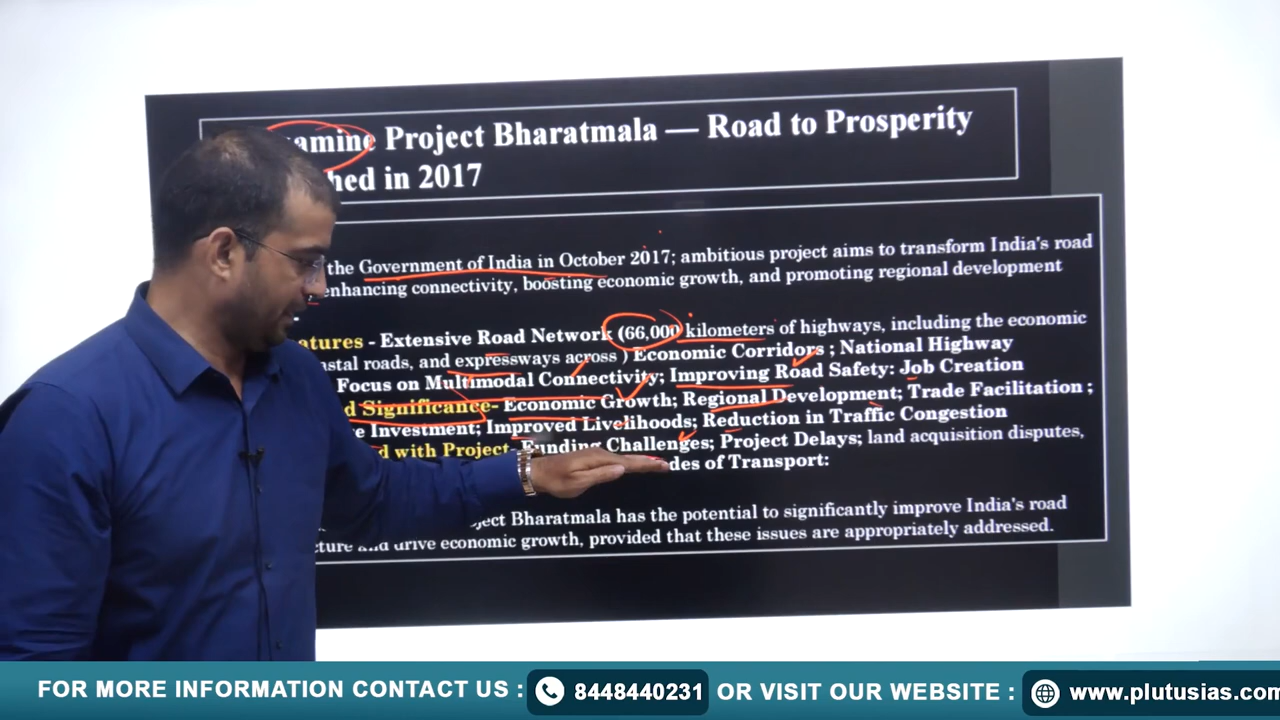 amine Project Bharatmala — Road to Prosperity
hed in 2017
the Government of India in October 2017; ambitious project aims to transform India's road
enhancing connectivity, boosting economic growth, and promoting regional development
atures - Extensive Road Network (66,000 kilometers of highways, including the economic
astal roads, and expressways across ) Economic Corridors ; National Highway
Focus on Multimodal Connectivity; Improving Road Safety: Job Creation
d Significance- Economic Growth; Regional Development; Trade Facilitation ;
e Investment; Improved Livelihoods; Reduction in Traffic Congestion
d with Project- Funding Challenges; Project Delays; land acquisition disputes,
des of Transport:
ject Bharatmala has the potential to significantly improve India's road
cture and drive economic growth, provided that these issues are appropriately addressed.
FOR MORE INFORMATION CONTACT US : 8448440231 OR VISIT OUR WEBSITE : www.plutusias.com